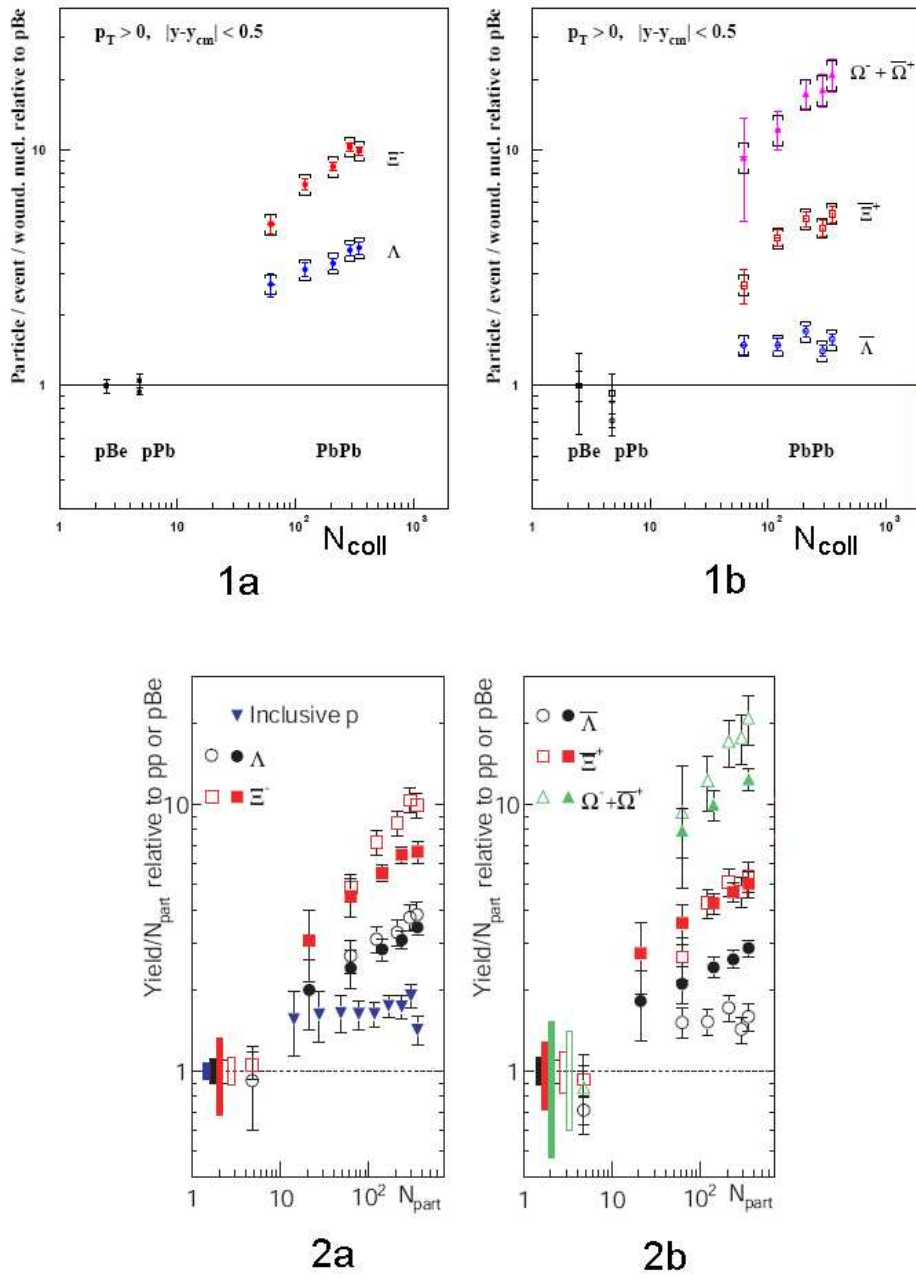 Particle / event / wound. nucl. relative to pBe
p_T > 0, |y-y_cm| < 0.5
10
1
Ξ⁻
Λ
pBe pPb PbPb
1 10 10² 10³
N_coll
1a
Particle / event / wound. nucl. relative to pBe
p_T > 0, |y-y_cm| < 0.5
10
1
Ω⁻ + Ω̅⁺
Ξ̅⁺
Λ̅
pBe pPb PbPb
1 10 10² 10³
N_coll
1b
Yield/N_part relative to pp or pBe
Inclusive p
Λ
Ξ⁻
10
1
1 10 10² N_part
2a
Yield/N_part relative to pp or pBe
Λ̅
Ξ̅⁺
Ω⁻+Ω̅⁺
10
1
1 10 10² N_part
2b